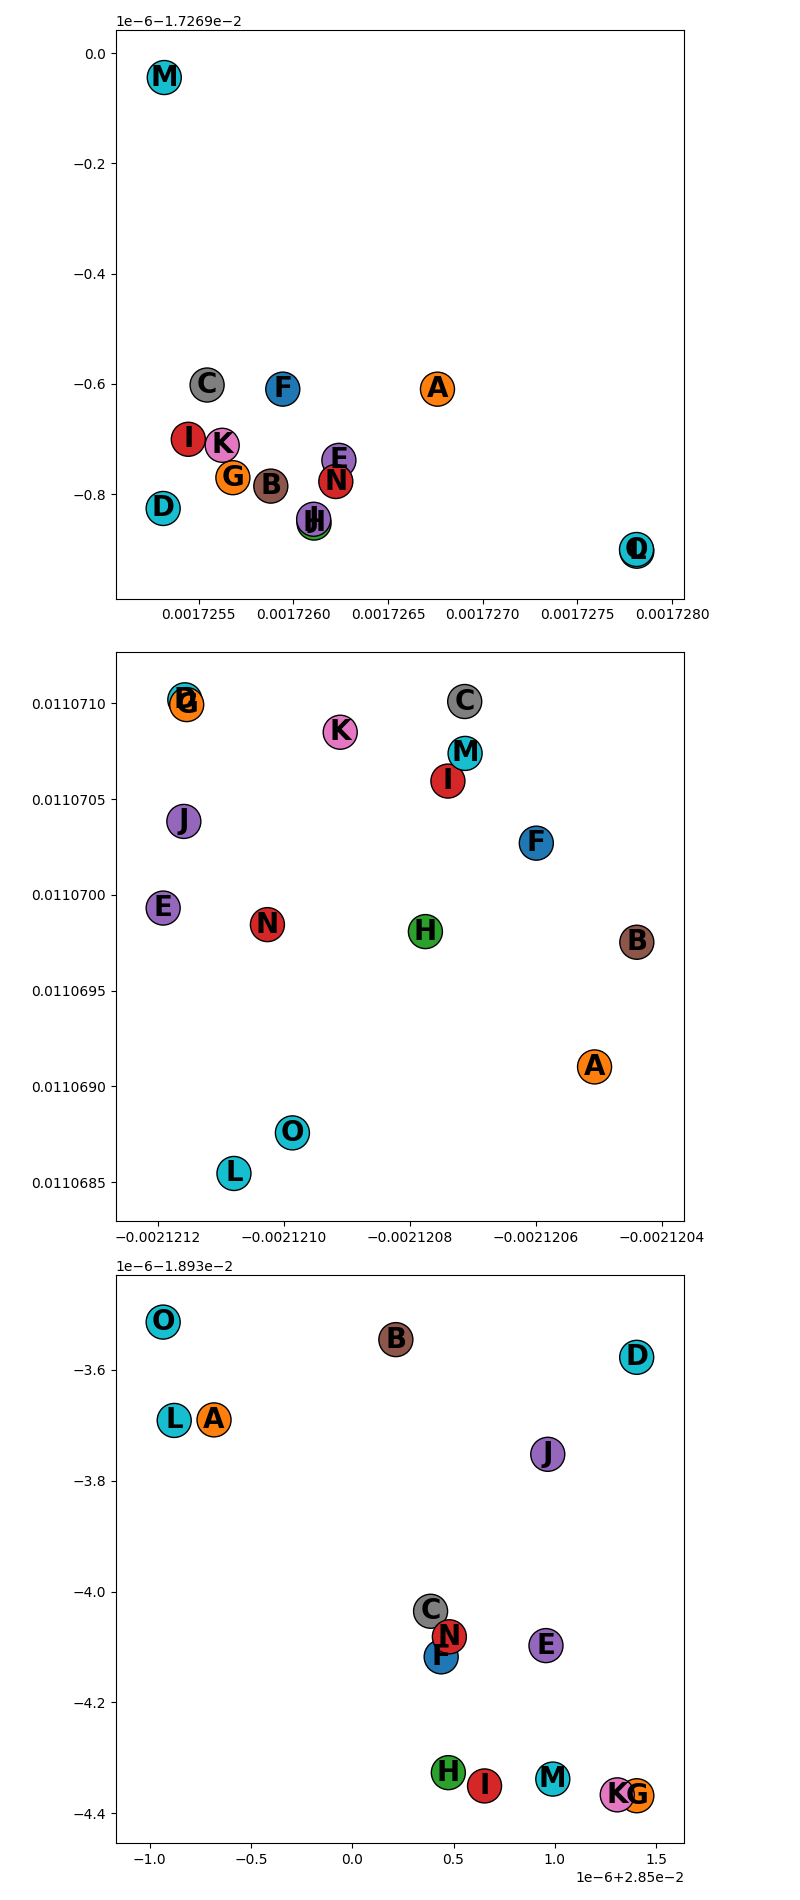 1e−6−1.7269e−2
0.0
M
−0.2
−0.4
−0.6
C F A
I K
E
G B N
−0.8
D
J H
O L
0.0017255 0.0017260 0.0017265 0.0017270 0.0017275 0.0017280
0.0110710
D G C
K
M
0.0110705
I
J
F
0.0110700
E
N H
B
0.0110695
A
0.0110690
O
L
0.0110685
−0.0021212 −0.0021210 −0.0021208 −0.0021206 −0.0021204
1e−6−1.893e−2
O
B
D
−3.6
L A
J
−3.8
−4.0
C
N
E
F
−4.2
H
M
I
K G
−4.4
−1.0 −0.5 0.0 0.5 1.0 1.5
1e−6+2.85e−2